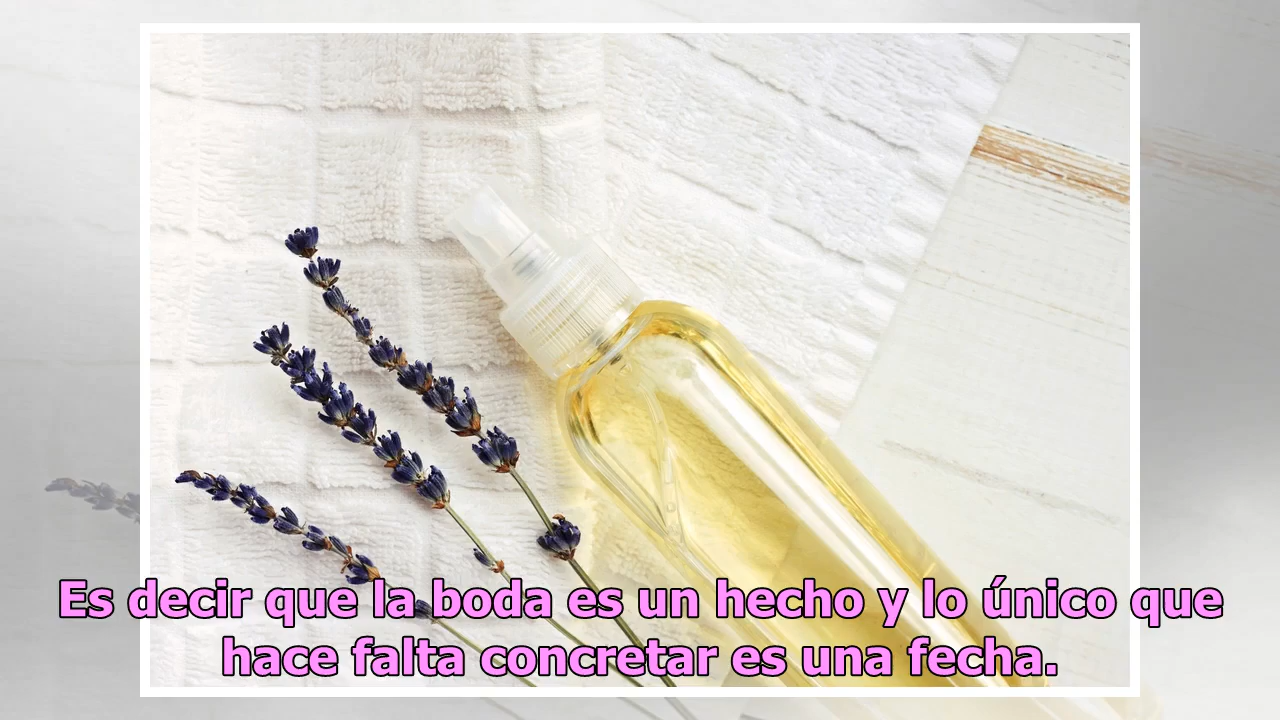 Es decir que la boda es un hecho y lo único que
hace falta concretar es una fecha.